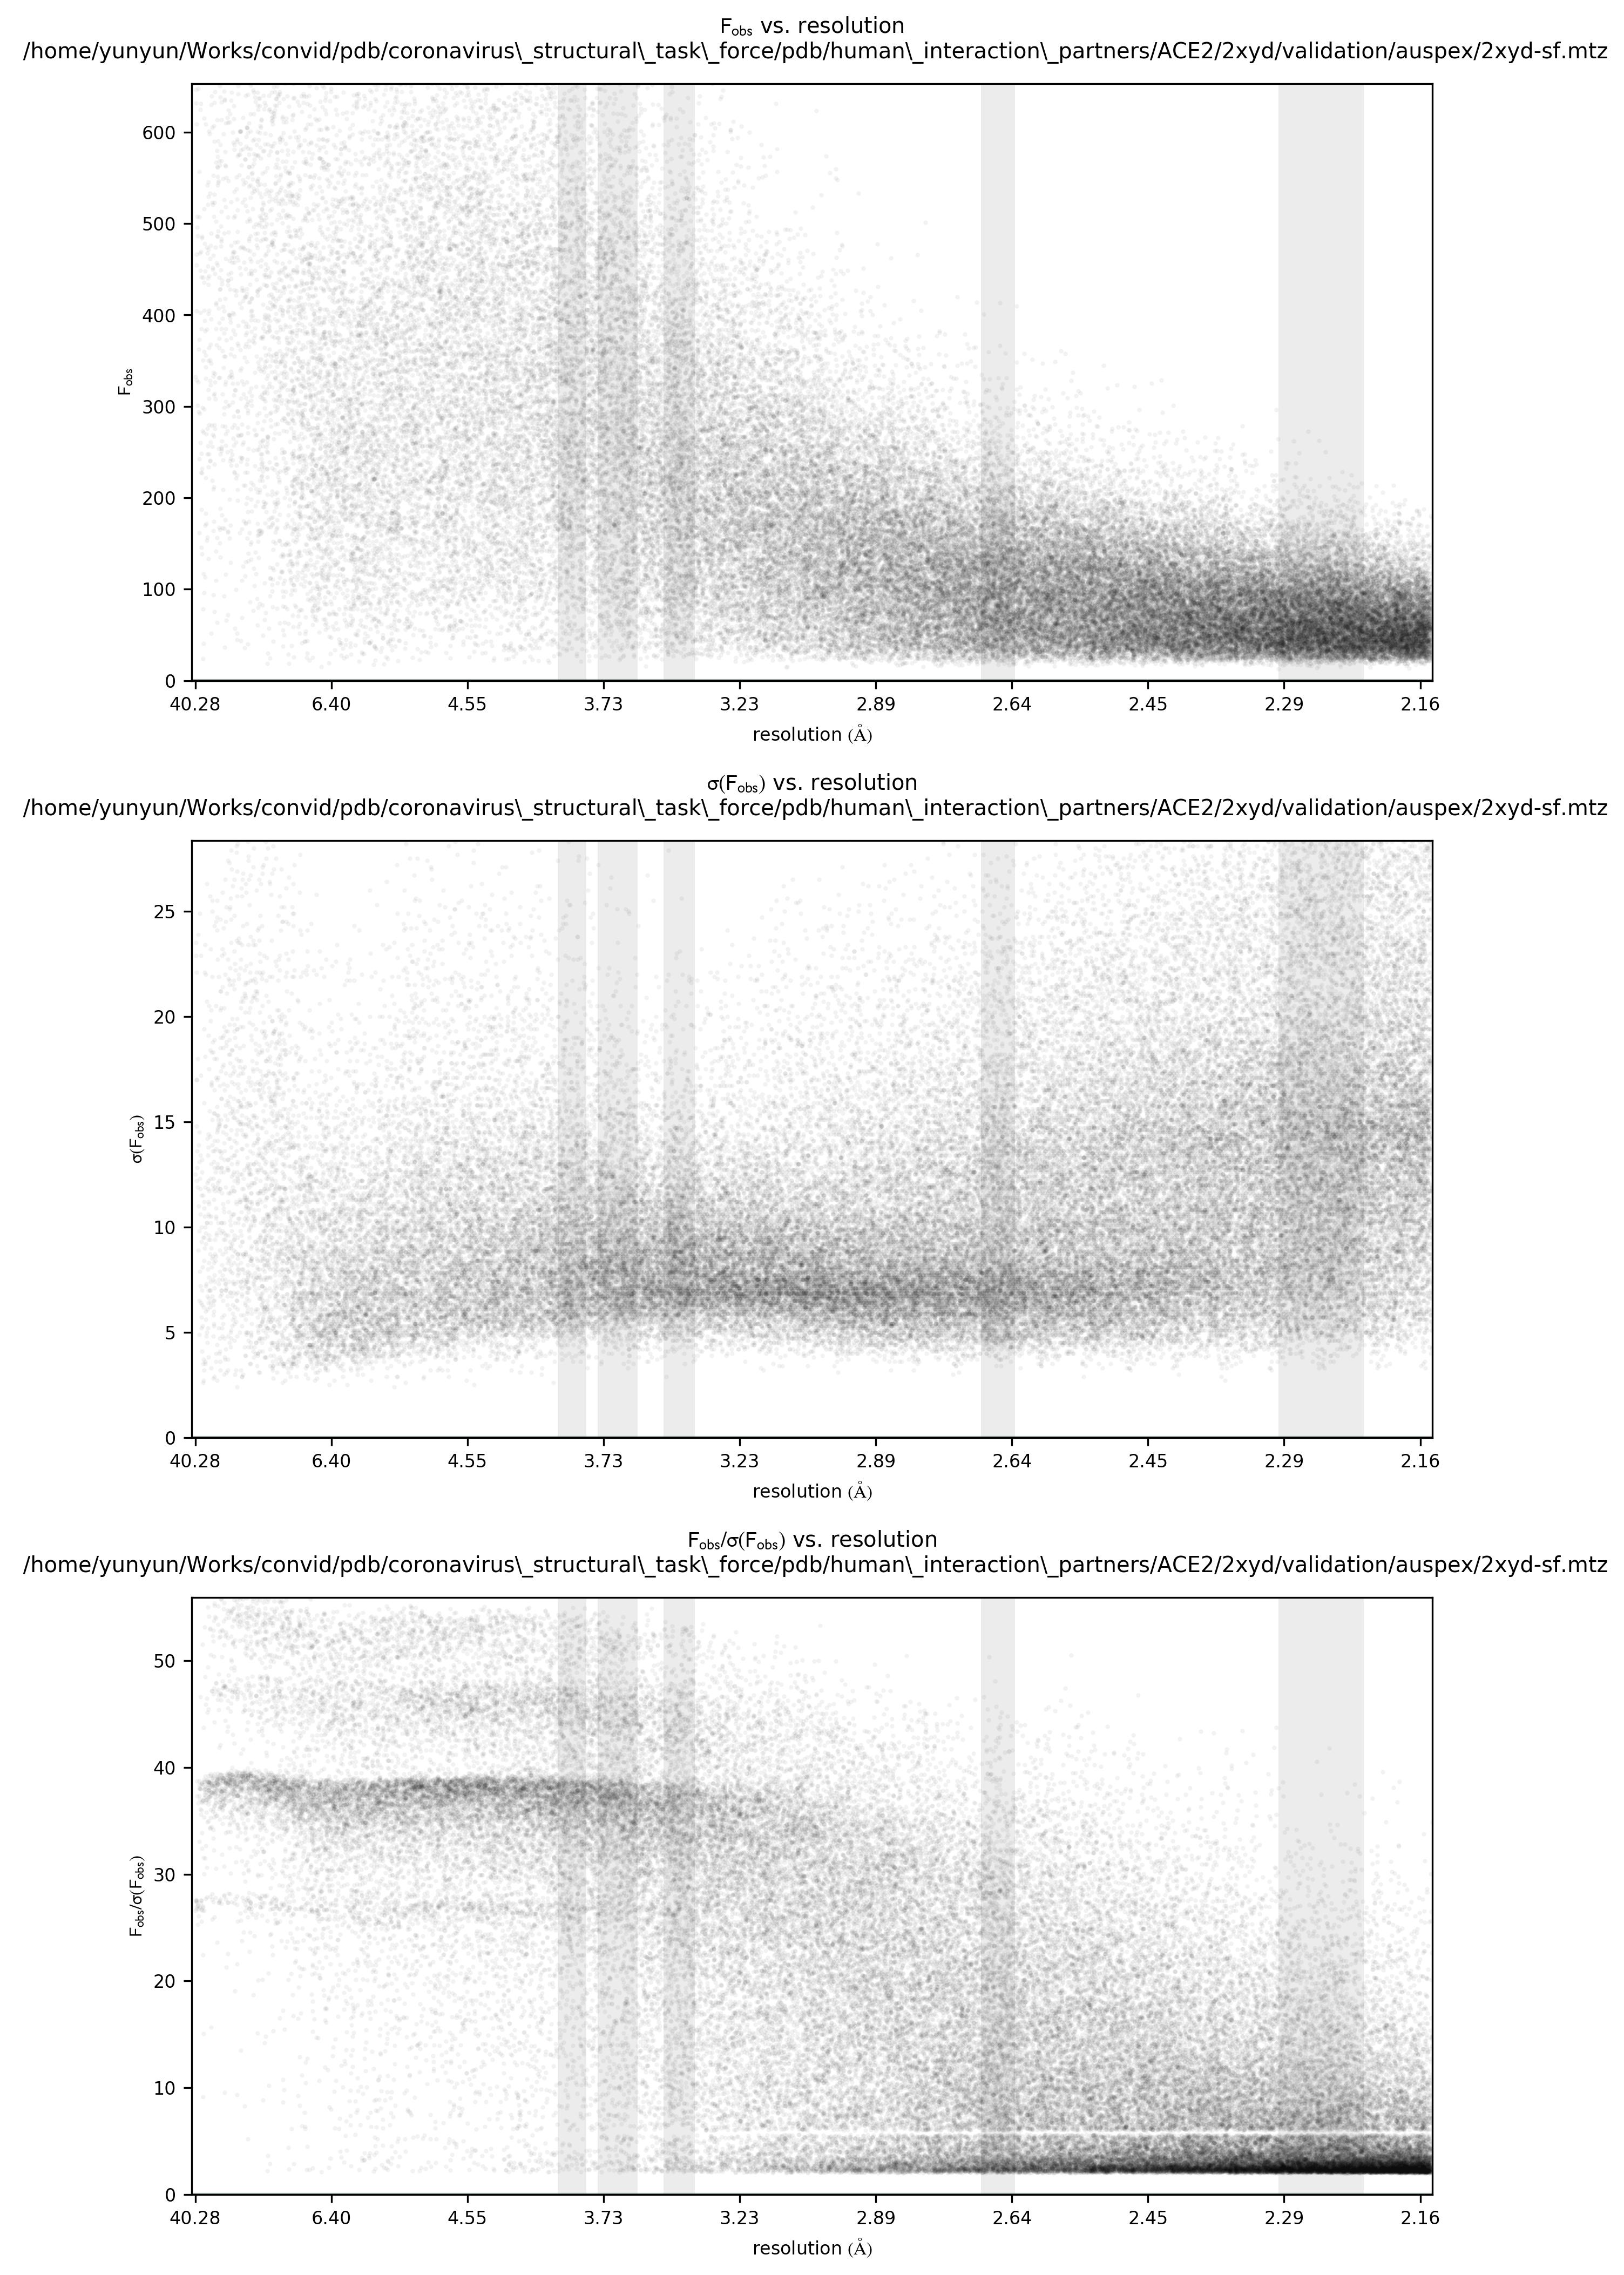 Fobs vs. resolution
/home/yunyun/Works/convid/pdb/coronavirus\_structural\_task\_force/pdb/human\_interaction\_partners/ACE2/2xyd/validation/auspex/2xyd-sf.mtz
600
500
400
300
200
100
0
Fobs
40.28 6.40 4.55 3.73 3.23 2.89 2.64 2.45 2.29 2.16
resolution (Å)
σ(Fobs) vs. resolution
/home/yunyun/Works/convid/pdb/coronavirus\_structural\_task\_force/pdb/human\_interaction\_partners/ACE2/2xyd/validation/auspex/2xyd-sf.mtz
25
20
15
10
5
0
σ(Fobs)
40.28 6.40 4.55 3.73 3.23 2.89 2.64 2.45 2.29 2.16
resolution (Å)
Fobs/σ(Fobs) vs. resolution
/home/yunyun/Works/convid/pdb/coronavirus\_structural\_task\_force/pdb/human\_interaction\_partners/ACE2/2xyd/validation/auspex/2xyd-sf.mtz
50
40
30
20
10
0
Fobs/σ(Fobs)
40.28 6.40 4.55 3.73 3.23 2.89 2.64 2.45 2.29 2.16
resolution (Å)